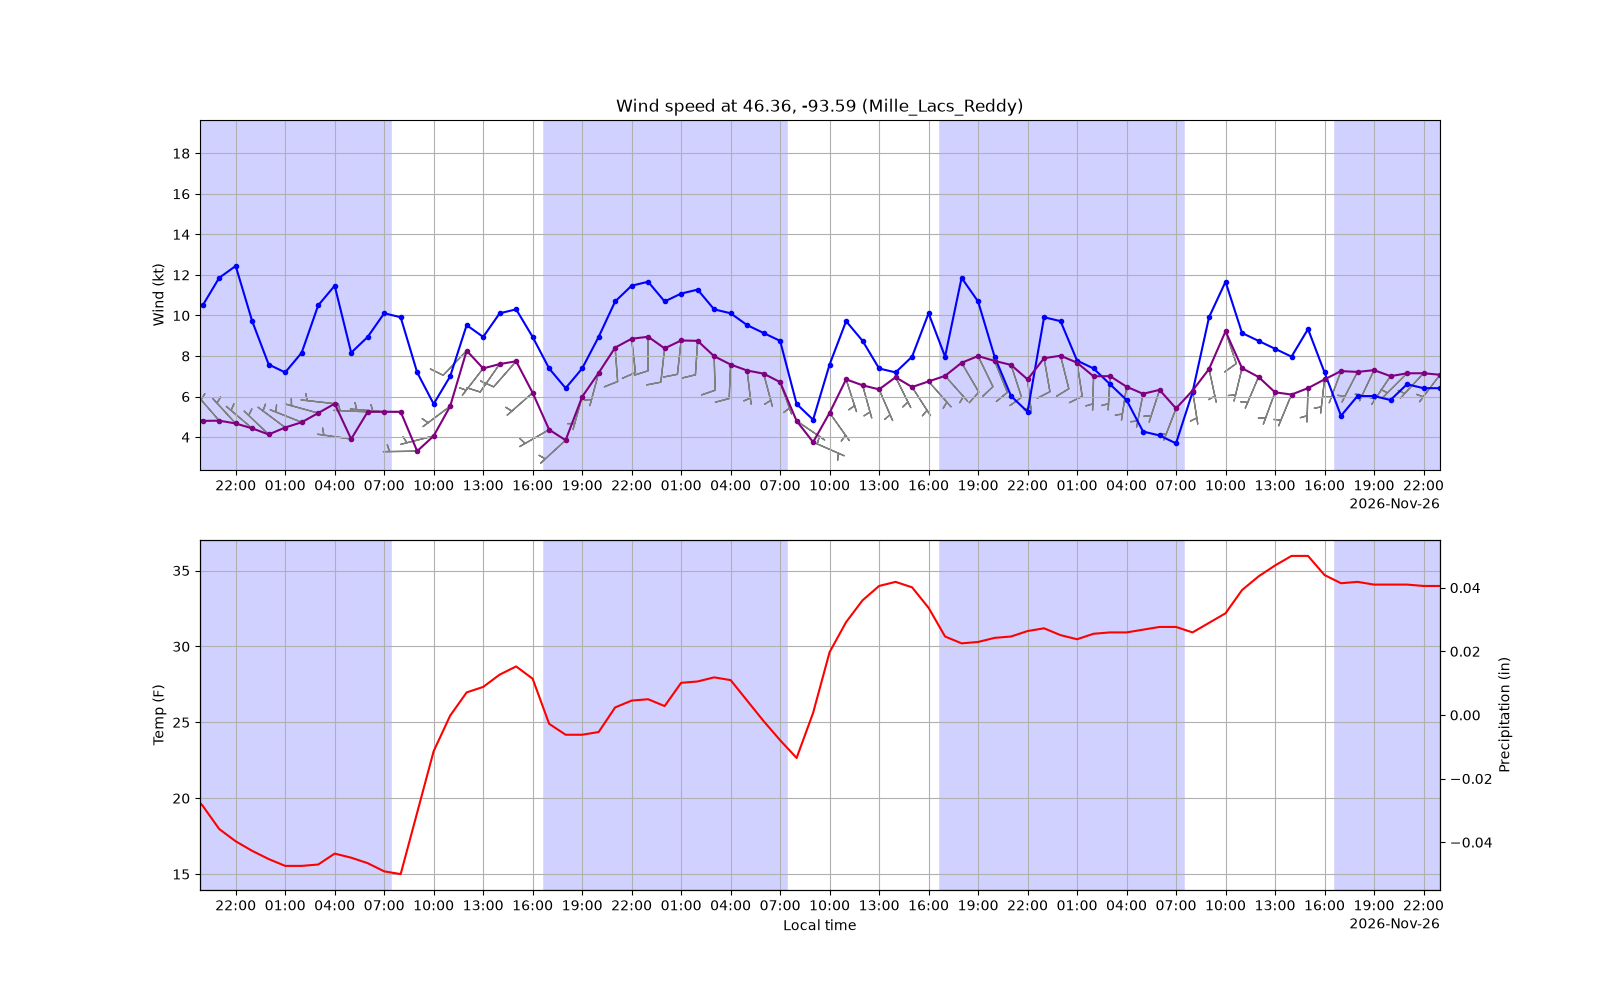 Wind speed at 46.36, -93.59 (Mille_Lacs_Reddy)
Wind (kt)
18
16
14
12
10
8
6
4
22:00 01:00 04:00 07:00 10:00 13:00 16:00 19:00 22:00 01:00 04:00 07:00 10:00 13:00 16:00 19:00 22:00 01:00 04:00 07:00 10:00 13:00 16:00 19:00 22:00
2026-Nov-26
Temp (F)
35
30
25
20
15
0.04
0.02
0.00
−0.02
−0.04
Precipitation (in)
22:00 01:00 04:00 07:00 10:00 13:00 16:00 19:00 22:00 01:00 04:00 07:00 10:00 13:00 16:00 19:00 22:00 01:00 04:00 07:00 10:00 13:00 16:00 19:00 22:00
Local time
2026-Nov-26